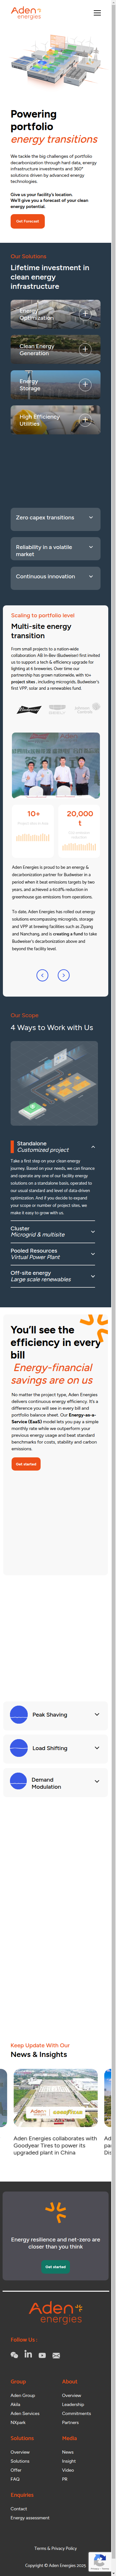 Aden
energies
Powering
portfolio
energy transitions
We tackle the big challenges of portfolio
decarbonization through hard-data, energy
infrastructure investments and 360°
solutions driven by advanced energy
technologies.
Give us your facility's location.
We'll give you a forecast of your clean
energy potential.
Get Forecast
Our Solutions
Lifetime investment in
clean energy
infrastructure
Energy
Optimization
Clean Energy
Generation
Energy
Storage
High Efficiency
Utilities
Zero capex transitions
Reliability in a volatile
market
Continuous innovation
Scaling to portfolio level
Multi-site energy
transition
From small projects to a nation-wide
collaboration: AB In-Bev (Budweiser) first invited
us to support a tech & efficiency upgrade for
lighting at its breweries. Over time our
partnership has grown nationwide, with 10+
project sites, including microgrids, Budweiser's
first VPP, solar and a renewables fund.
10+
20,000
t
Aden Energies is proud to be an energy &
decarbonization partner for Budweiser in a
period when it beat emissions targets by two
years, and achieved a 60.6% reduction in
greenhouse gas emissions from operations.
To date, Aden Energies has rolled out energy
solutions encompassing microgrids, storage
and VPP at brewing facilities such as Ziyang
and Nanchang, and is creating a fund with
Budweiser's decarbonization above and
beyond the facility level.
Our Scope
4 Ways to Work with Us
Standalone
Customized project
Take a first step on your clean energy
journey. Based on your needs, we can finance
and operate any one of our facility energy
solution on a standalone basis, operated to
our usual standard and local of data-driven
optimization. And if you want to expanded
your scope or number of project sites, we
make it easy to grow with us.
Cluster
Microgrid & multisite
Pooled Resources
Virtual Power Plant
Off-site energy
Large scale renewables
You'll see the
efficiency in every
bill
Energy-financial
savings are on us
No matter the project type, Aden Energies
delivers continuous energy efficiency. It's a
difference you will see in every bill and
portfolio balance sheet. Our Energy-as-a-
Service (EaaS) model lets you pay a simple
monthly rate while we outperform your
previous energy usage and beat standard
benchmarks for costs, stability and carbon
emissions.
Get started
Peak Shaving
Load Shifting
Demand
Modulation
Keep Update With Our
News & Insights
Aden Energies collaborates with
Goodyear Tires to power its
upgraded plant in China
Energy resilience and net-zero are
closer than you think
Get started
Aden
energies
Follow Us :
Group
About
Aden Group
Overview
Akila
Leadership
Aden Services
Commitments
NXpark
Partners
Solutions
Media
Overview
News
Solutions
Insight
Offer
Video
FAQ
PR
Enquiries
Contact
Energy assessment
Terms & Privacy Policy
Copyright © Aden Energies 2025